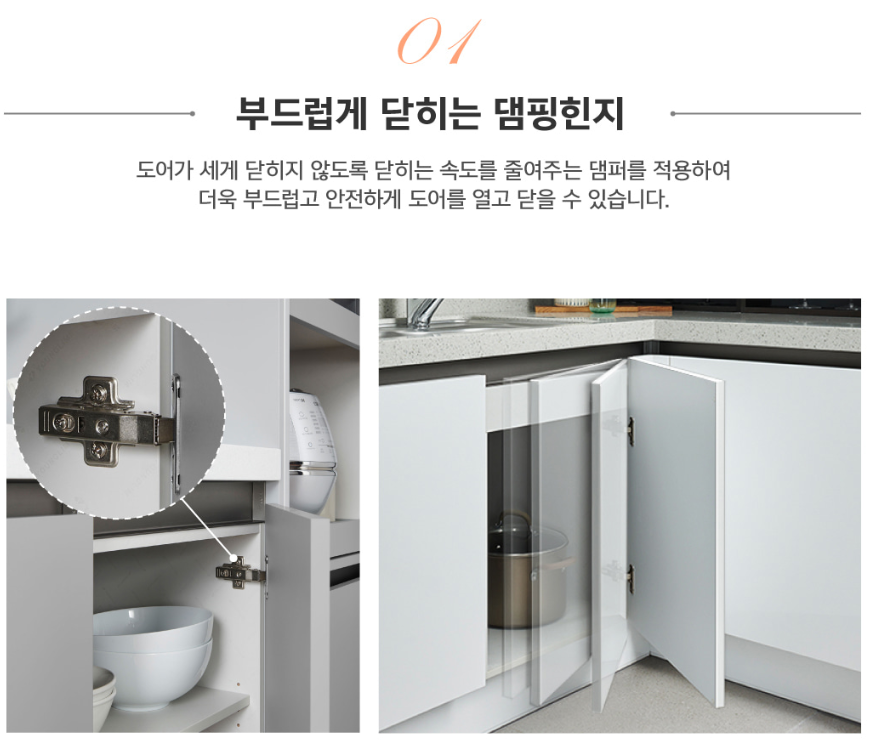 01
부드럽게 닫히는 댐핑힌지
도어가 세게 닫히지 않도록 닫히는 속도를 줄여주는 댐퍼를 적용하여
더욱 부드럽고 안전하게 도어를 열고 닫을 수 있습니다.